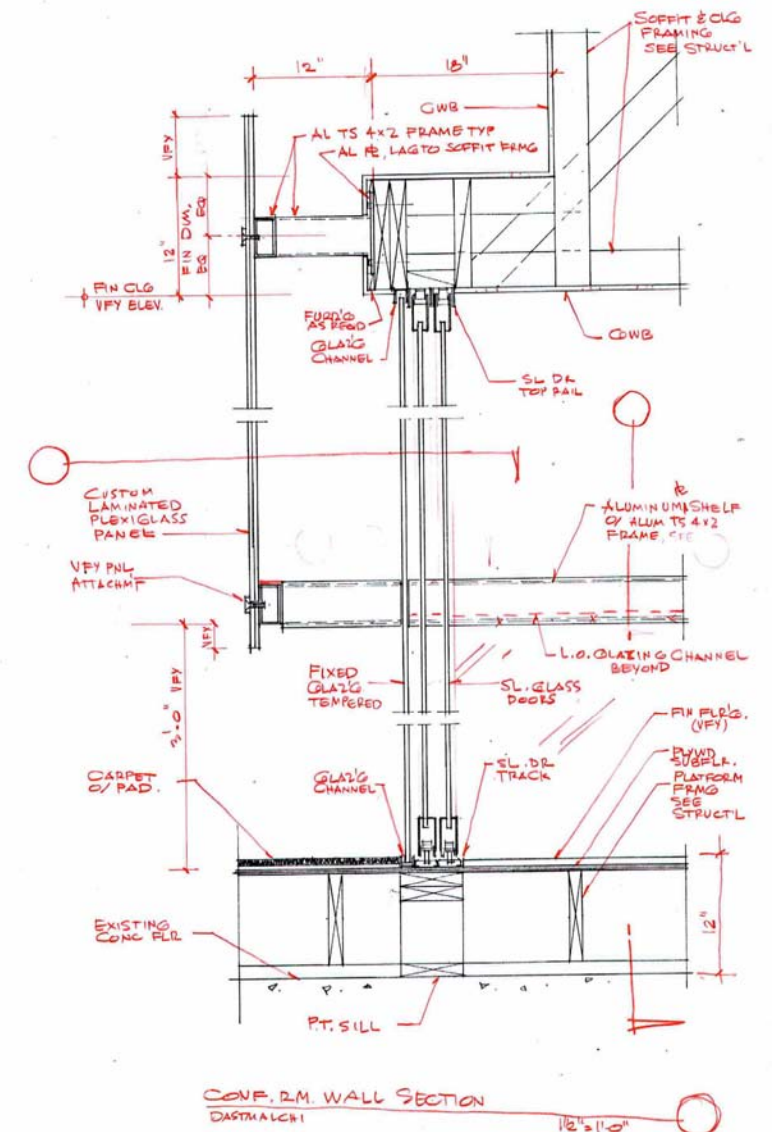 SOFFIT & CLG
FRAMING
SEE STRUCT'L
12"
18"
GWB
AL TS 4x2 FRAME TYP
AL PL, LAG TO SOFFIT FRMG
VFY
12"
FIN DIM.
EQ
EQ
FIN CLG
VFY ELEV.
FURR'G
AS REQD
GLAZ'G
CHANNEL
GWB
SL DR
TOP RAIL
CUSTOM
LAMINATED
PLEXIGLASS
PANEL
PL
ALUMINUM SHELF
O/ ALUM TS 4x2
FRAME, SEE
VFY PNL
ATTACHM'T
VFY
L.O. GLAZING CHANNEL
BEYOND
3'-0" VFY
FIXED
GLAZ'G
TEMPERED
SL. GLASS
DOORS
FIN FLR'G.
(VFY)
PLYWD
SUBFLR.
PLATFORM
FRMG
SEE
STRUCT'L
CARPET
O/ PAD.
GLAZ'G
CHANNEL
SL. DR
TRACK
12"
EXISTING
CONC FLR
P.T. SILL
CONF. RM. WALL SECTION
DASTMALCHI
1½"=1'-0"